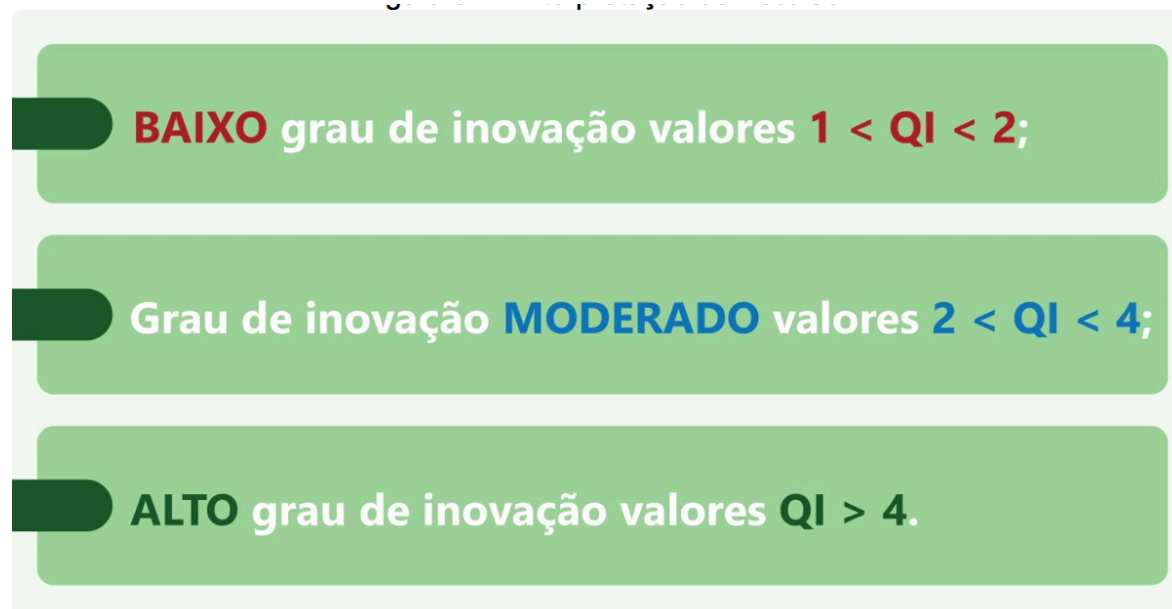 BAIXO grau de inovação valores 1 < QI < 2;
Grau de inovação MODERADO valores 2 < QI < 4;
ALTO grau de inovação valores QI > 4.